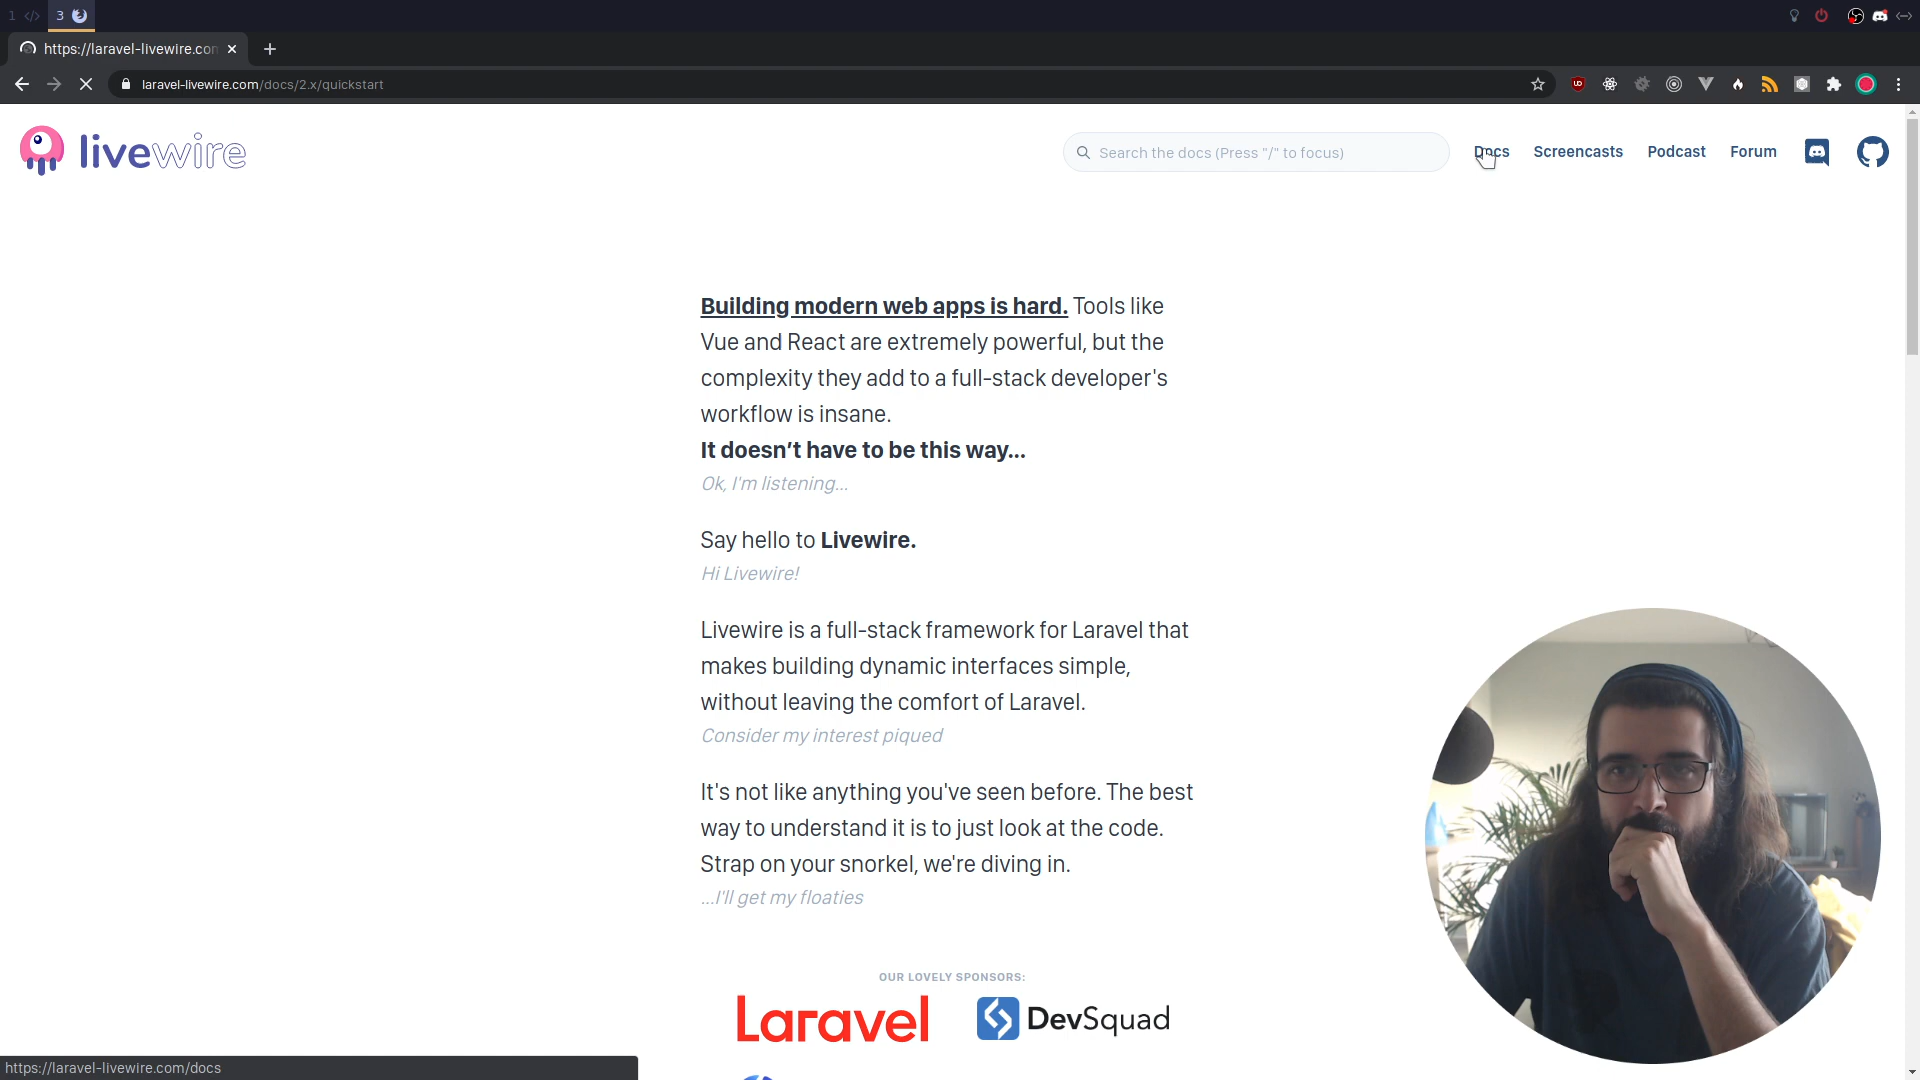 1 </> 3
https://laravel-livewire.con
laravel-livewire.com/docs/2.x/quickstart
livewire
Search the docs (Press "/" to focus)
Docs
Screencasts
Podcast
Forum
Building modern web apps is hard. Tools like
Vue and React are extremely powerful, but the
complexity they add to a full-stack developer's
workflow is insane.
It doesn’t have to be this way...
Ok, I'm listening...
Say hello to Livewire.
Hi Livewire!
Livewire is a full-stack framework for Laravel that
makes building dynamic interfaces simple,
without leaving the comfort of Laravel.
Consider my interest piqued
It's not like anything you've seen before. The best
way to understand it is to just look at the code.
Strap on your snorkel, we're diving in.
...I'll get my floaties
OUR LOVELY SPONSORS:
Laravel
DevSquad
https://laravel-livewire.com/docs